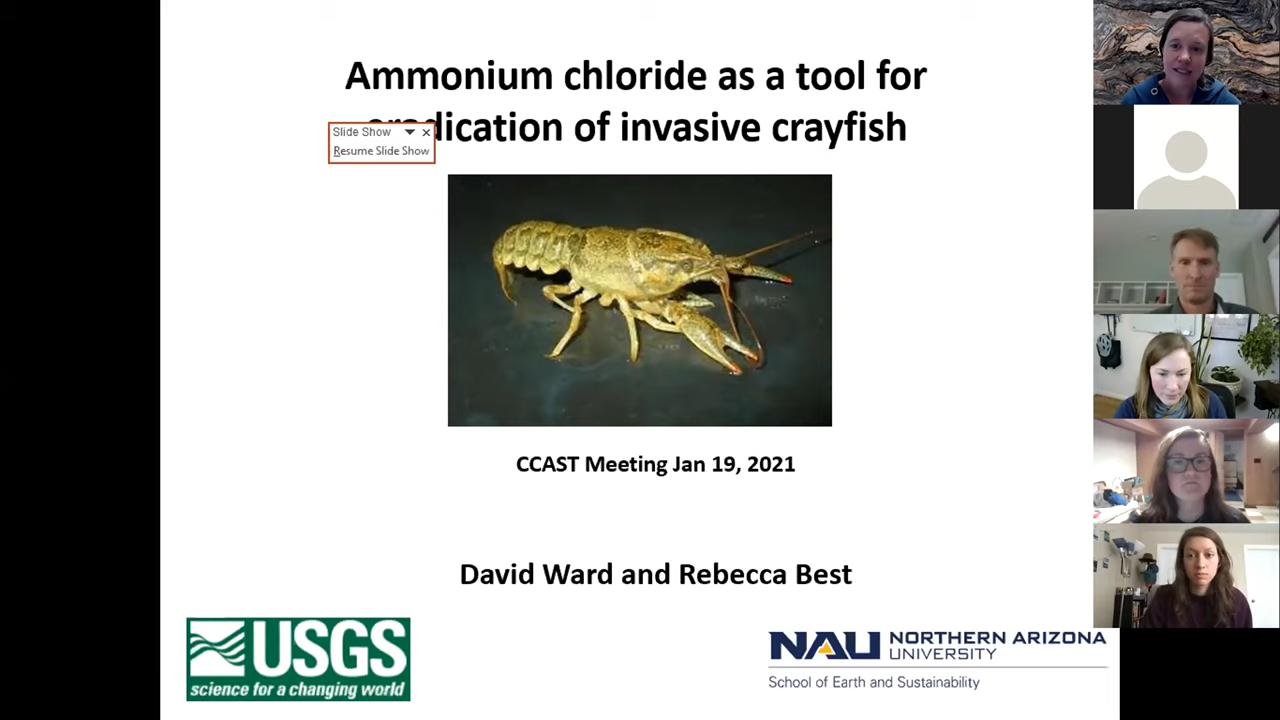 Ammonium chloride as a tool for
eradication of invasive crayfish
Slide Show
Resume Slide Show
CCAST Meeting Jan 19, 2021
David Ward and Rebecca Best
USGS
science for a changing world
NAU NORTHERN ARIZONA
UNIVERSITY
School of Earth and Sustainability